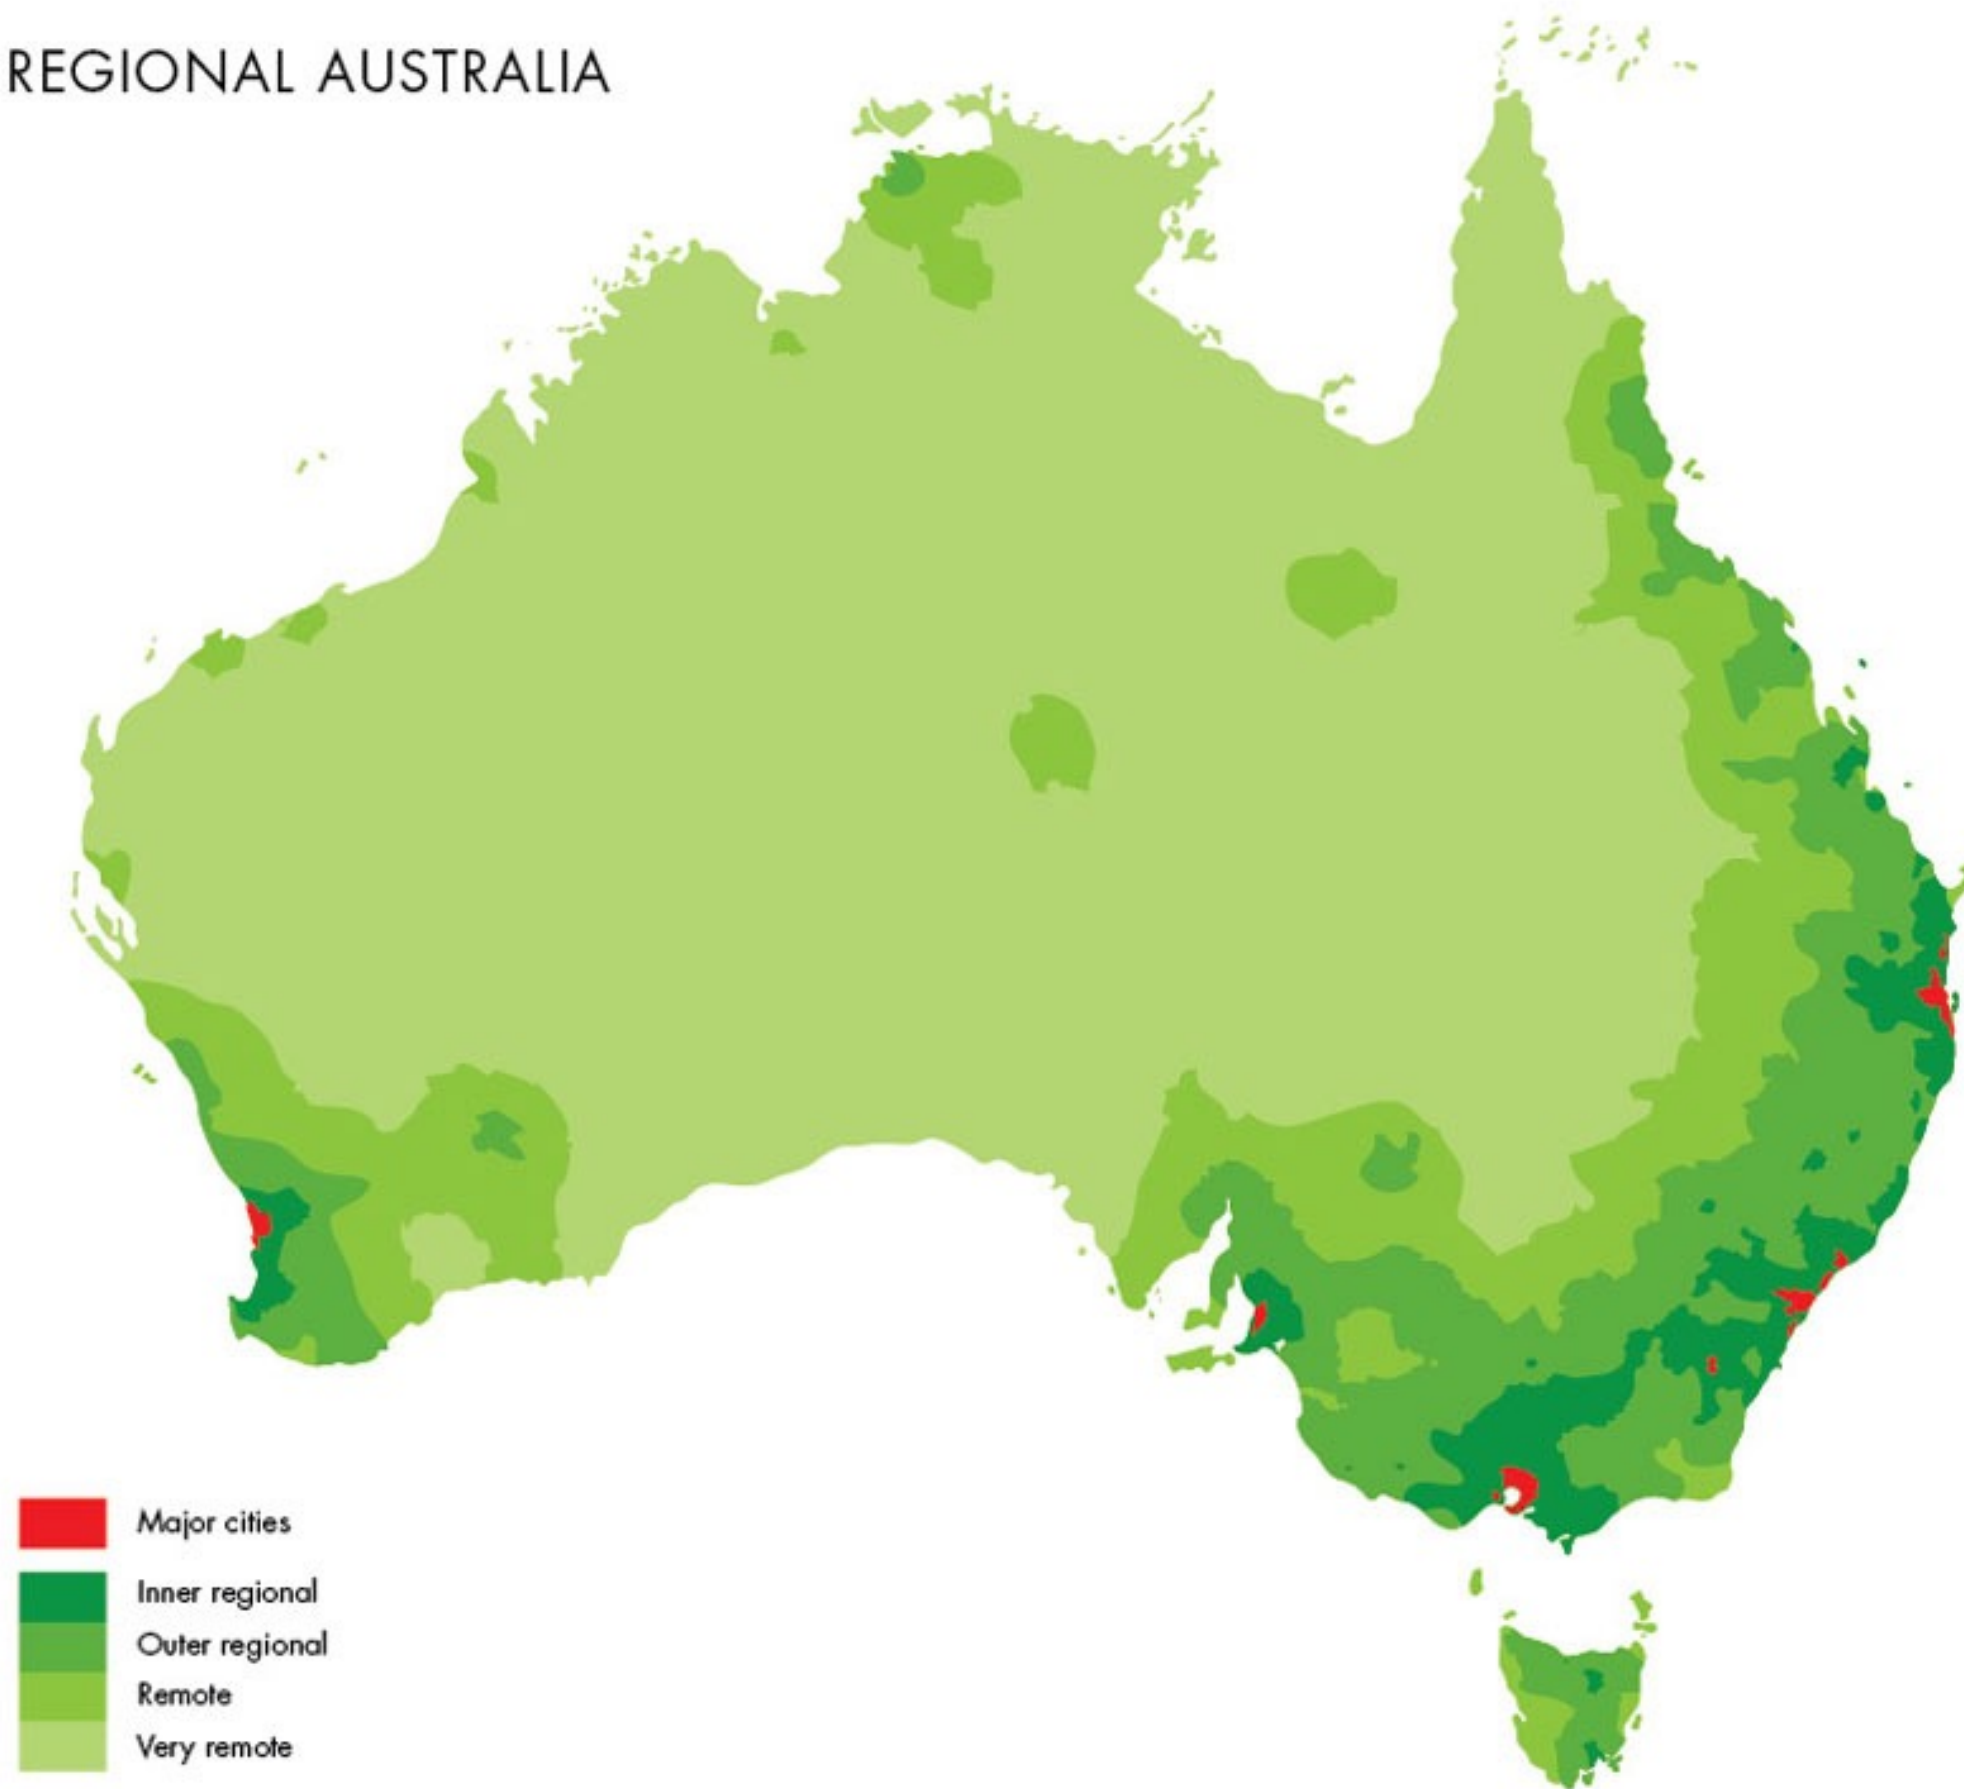 REGIONAL AUSTRALIA
Major cities
Inner regional
Outer regional
Remote
Very remote